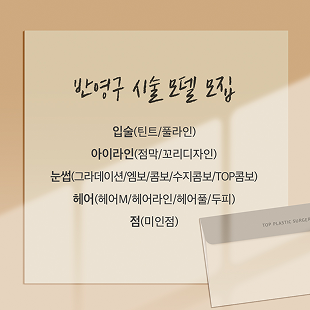 반영구 시술 모델 모집
입술(틴트/풀라인)
아이라인(점막/꼬리디자인)
눈썹(그라데이션/엠보/콤보/수지콤보/TOP콤보)
헤어(헤어M/헤어라인/헤어풀/두피)
점(미인점)
TOP PLASTIC SURGERY